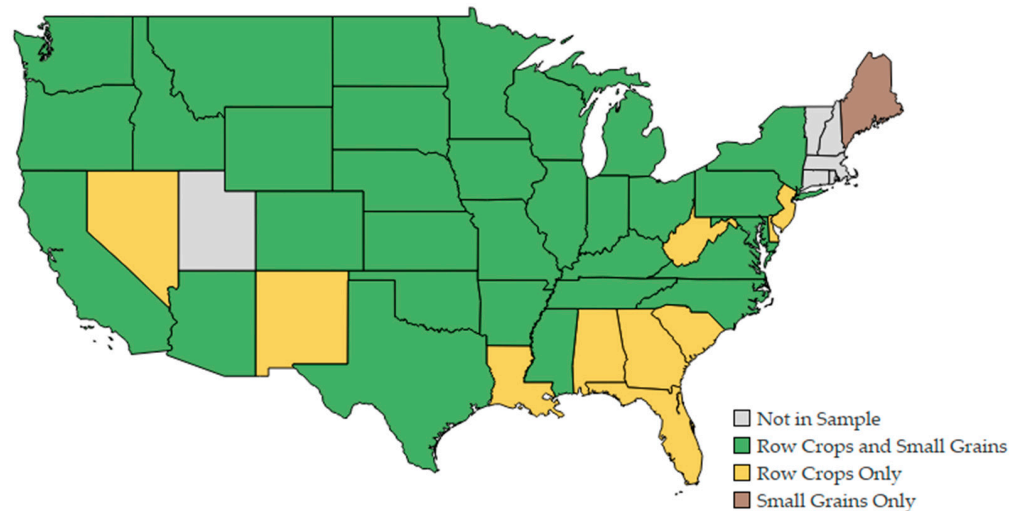 Not in Sample
Row Crops and Small Grains
Row Crops Only
Small Grains Only